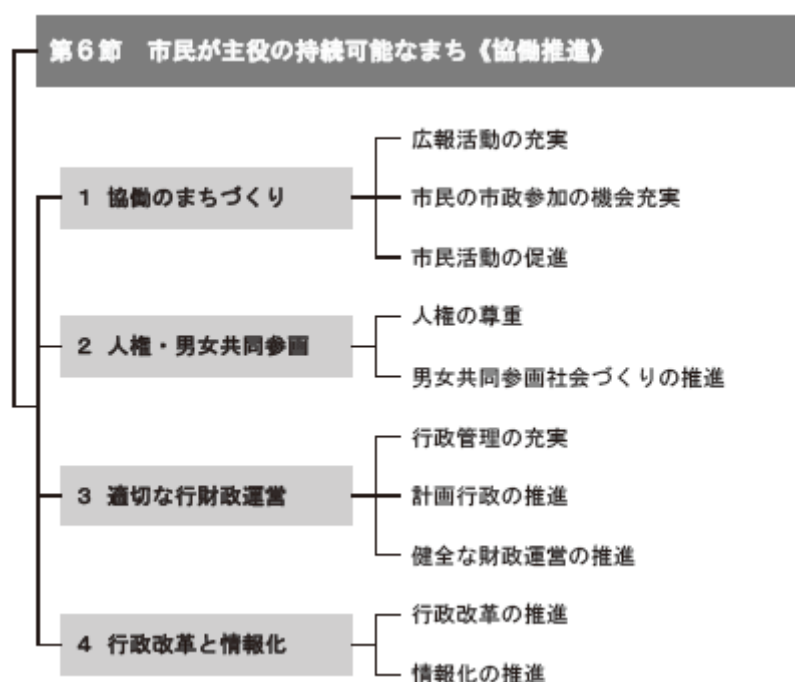 第6節　市民が主役の持続可能なまち《協働推進》
1 協働のまちづくり
広報活動の充実
市民の市政参加の機会充実
市民活動の促進
2 人権・男女共同参画
人権の尊重
男女共同参画社会づくりの推進
3 適切な行財政運営
行政管理の充実
計画行政の推進
健全な財政運営の推進
4 行政改革と情報化
行政改革の推進
情報化の推進